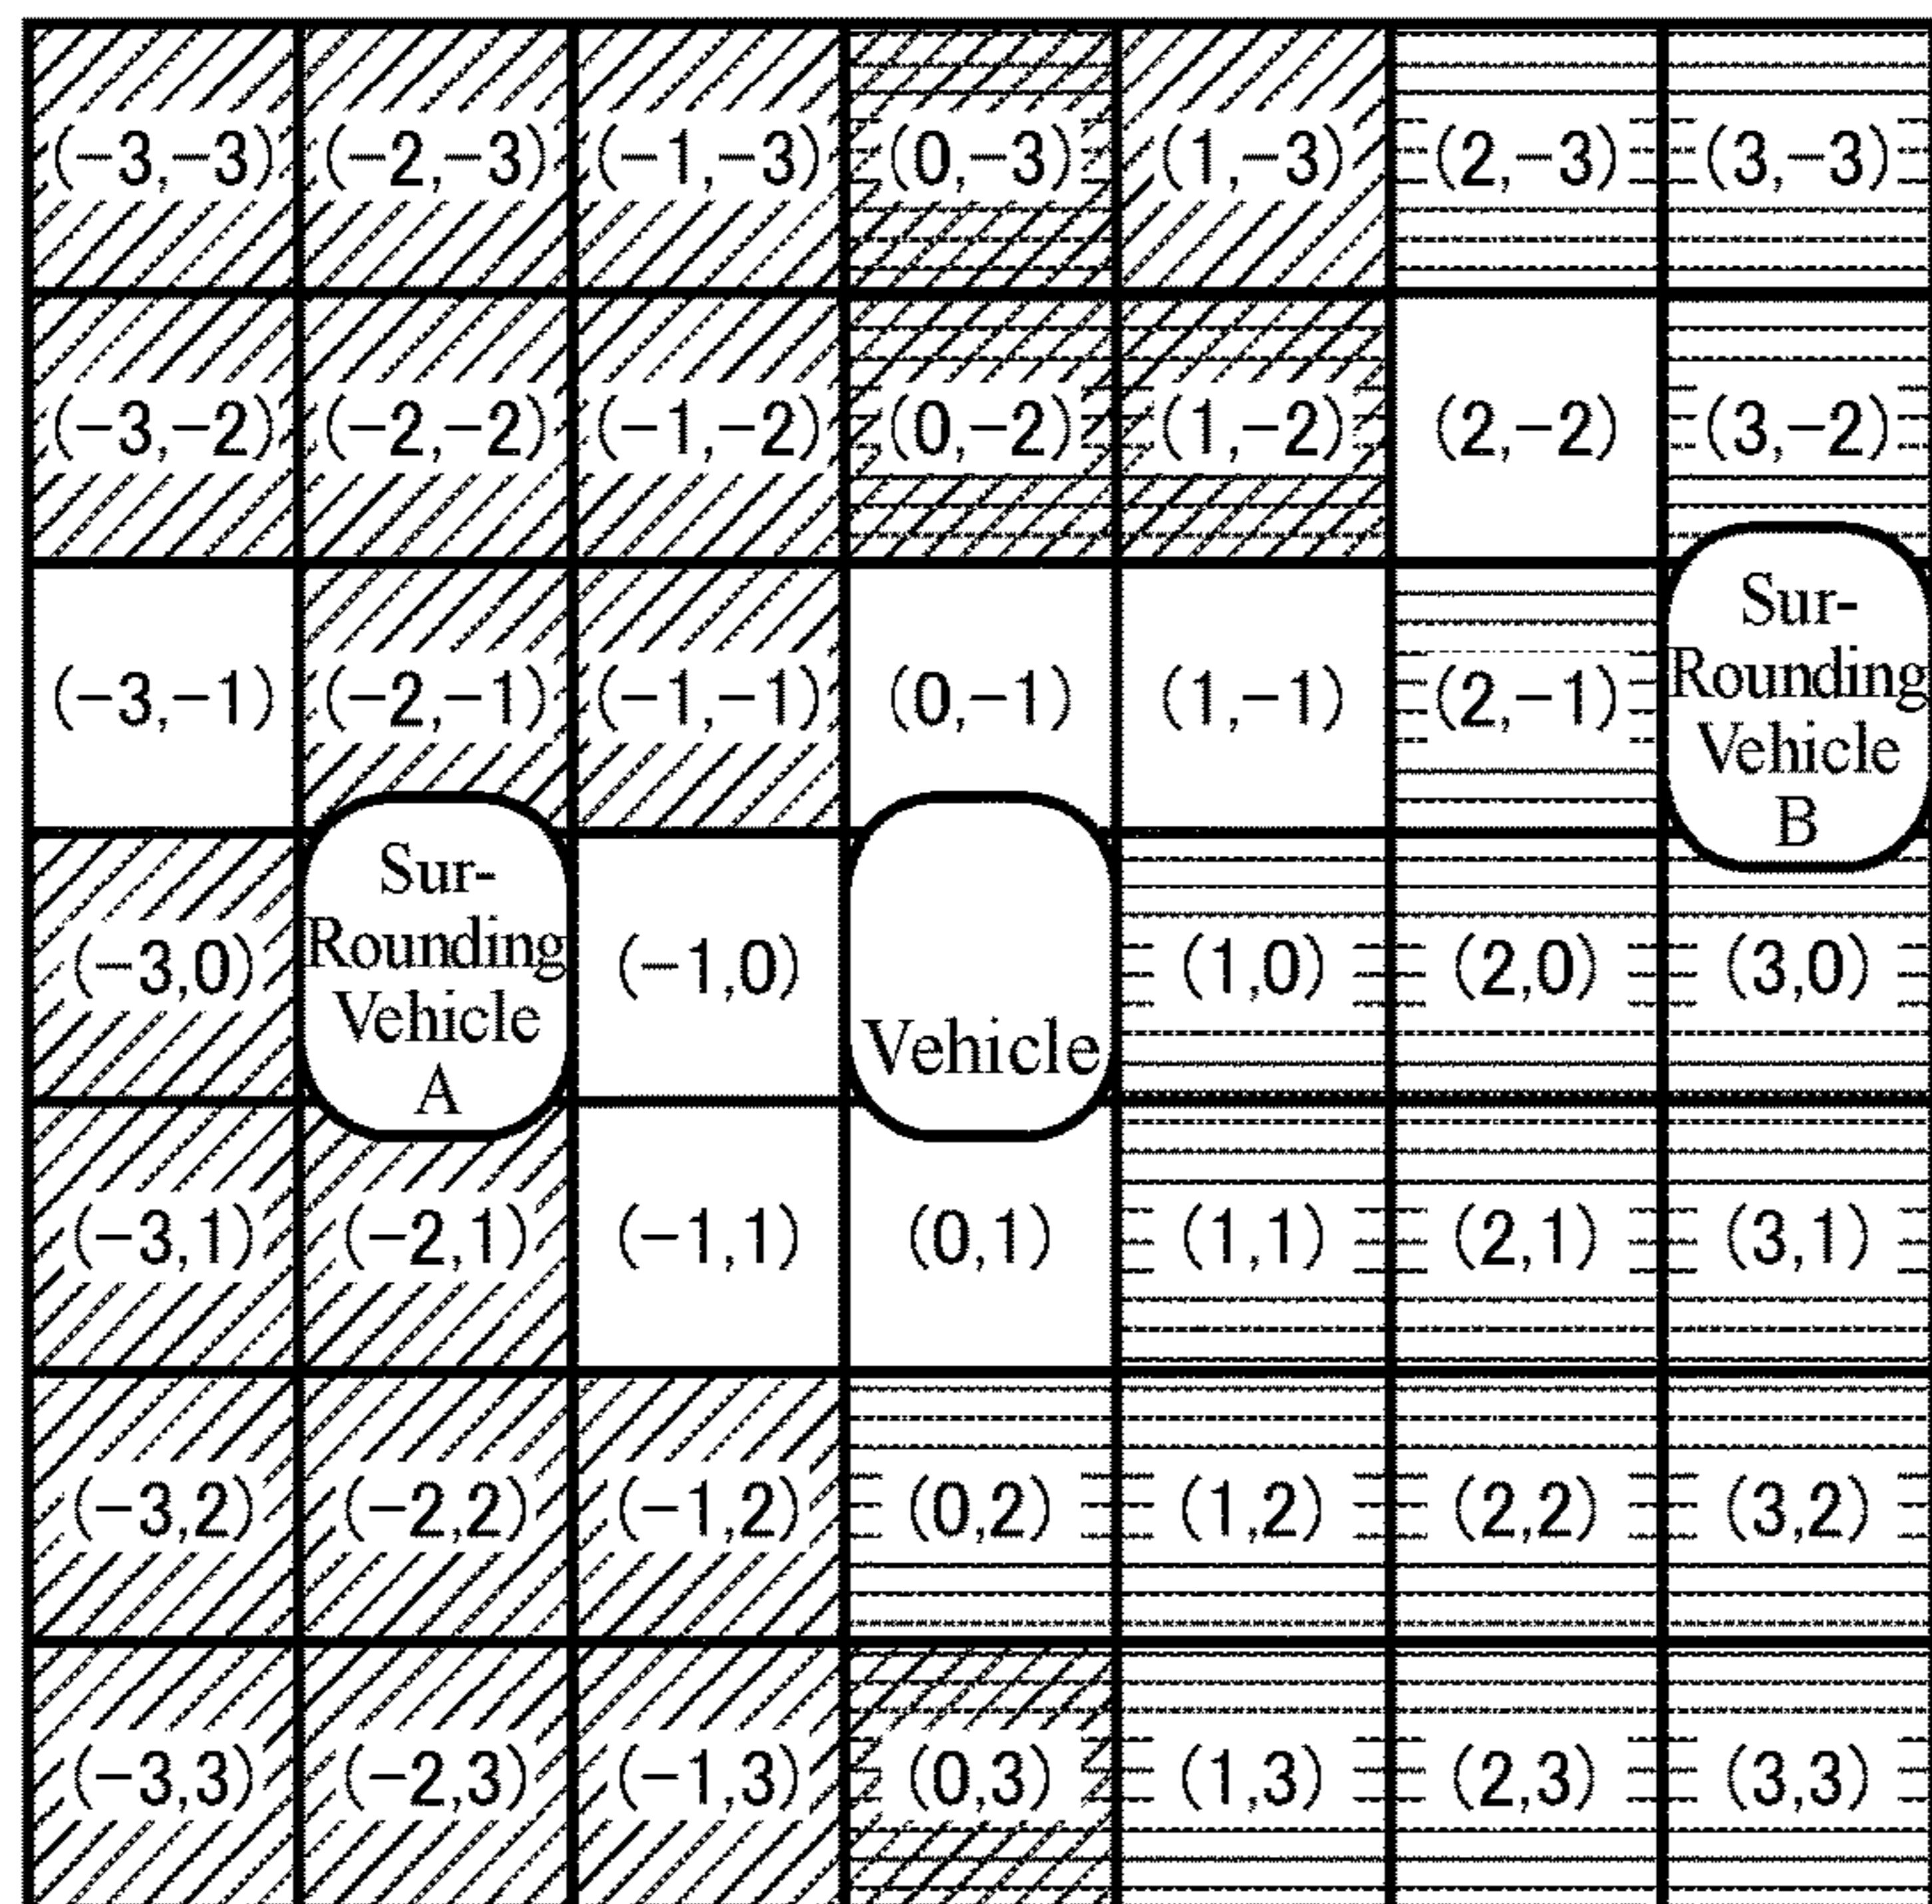 (-3,-3) (-2,-3) (-1,-3) (0,-3) (1,-3) (2,-3) (3,-3)
(-3,-2) (-2,-2) (-1,-2) (0,-2) (1,-2) (2,-2) (3,-2)
(-3,-1) (-2,-1) (-1,-1) (0,-1) (1,-1) (2,-1)
Sur-
Rounding
Vehicle
B
(-3,0)
Sur-
Rounding
Vehicle
A
(-1,0)
Vehicle
(1,0) (2,0) (3,0)
(-3,1) (-2,1) (-1,1) (0,1) (1,1) (2,1) (3,1)
(-3,2) (-2,2) (-1,2) (0,2) (1,2) (2,2) (3,2)
(-3,3) (-2,3) (-1,3) (0,3) (1,3) (2,3) (3,3)